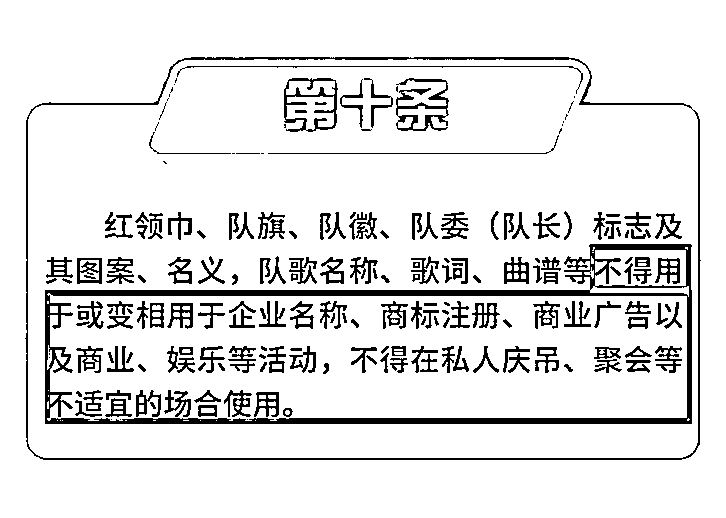 第十条
红领巾、队旗、队徽、队委（队长）标志及
其图案、名义，队歌名称、歌词、曲谱等不得用
于或变相用于企业名称、商标注册、商业广告以
及商业、娱乐等活动，不得在私人庆吊、聚会等
不适宜的场合使用。